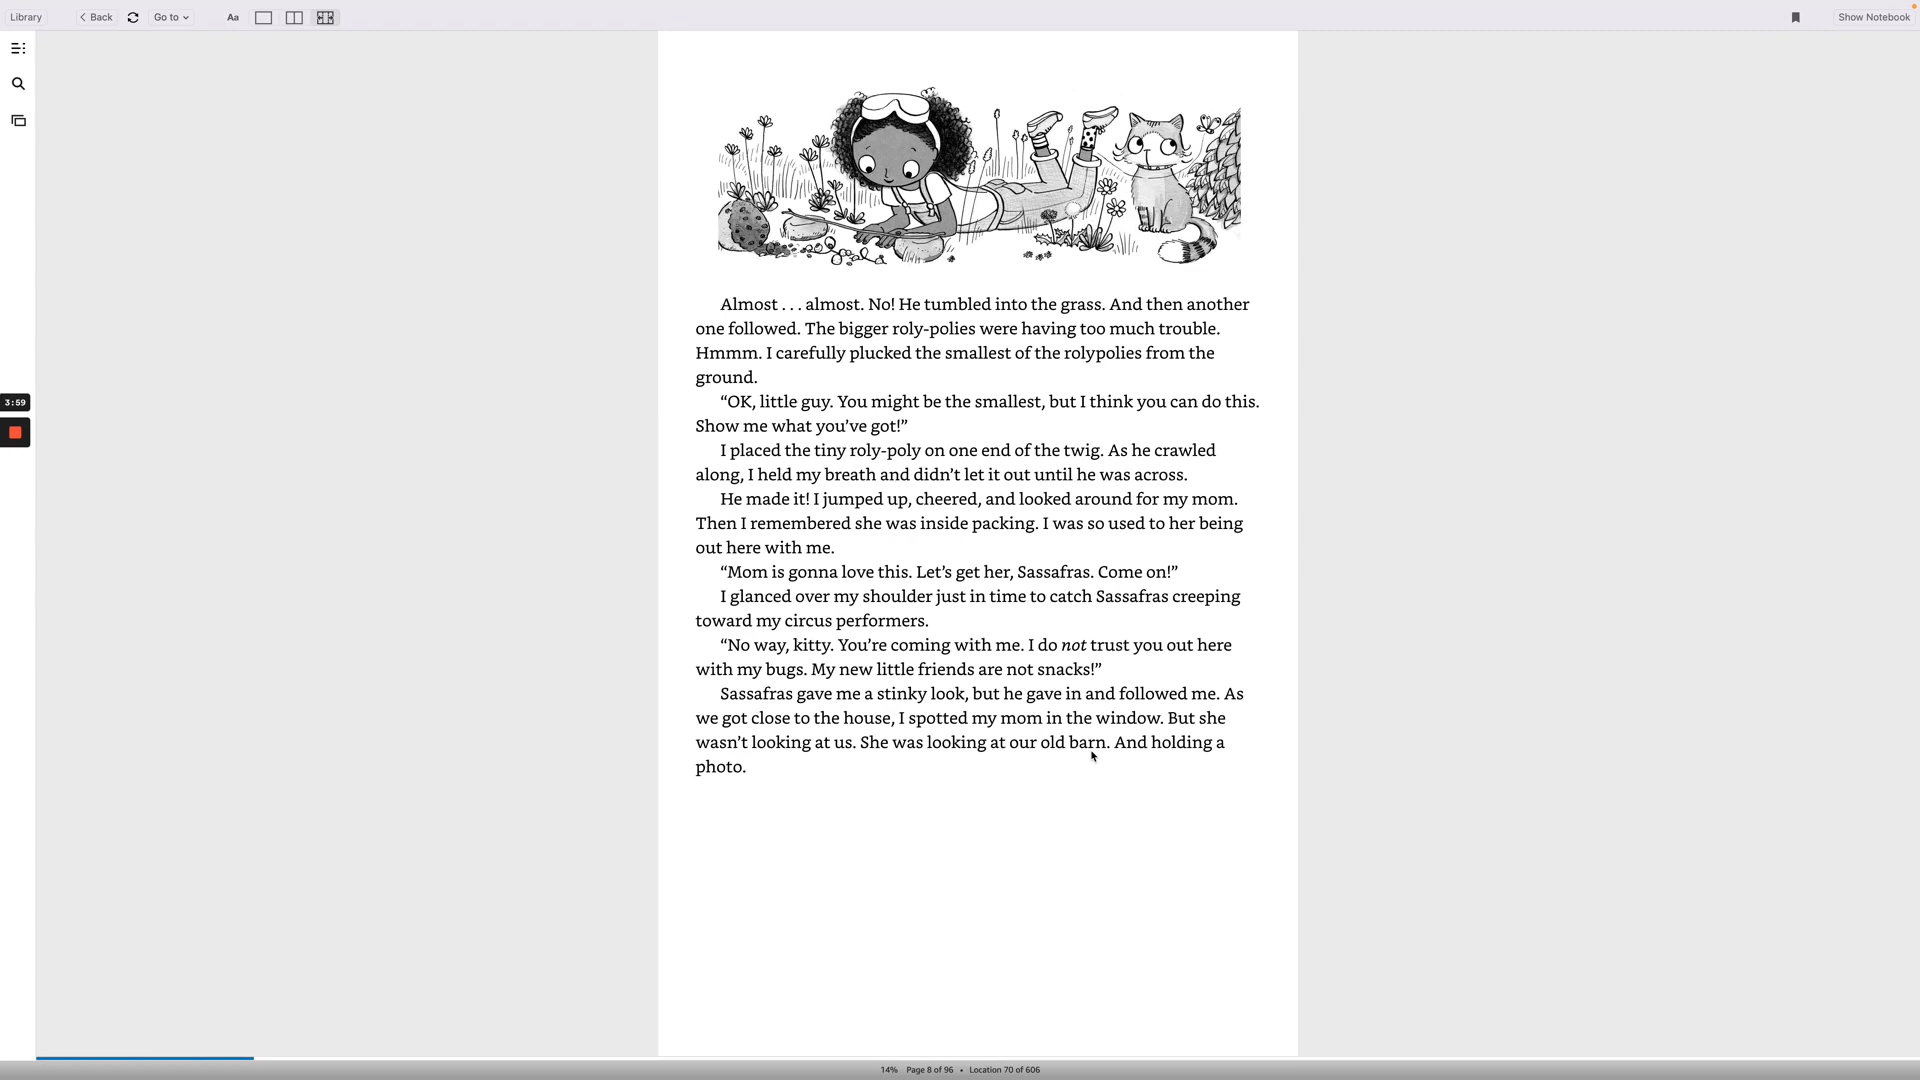 Library
Back
Go to
Aa
Show Notebook
3:59
Almost . . . almost. No! He tumbled into the grass. And then another
one followed. The bigger roly-polies were having too much trouble.
Hmmm. I carefully plucked the smallest of the rolypolies from the
ground.
“OK, little guy. You might be the smallest, but I think you can do this.
Show me what you’ve got!”
I placed the tiny roly-poly on one end of the twig. As he crawled
along, I held my breath and didn’t let it out until he was across.
He made it! I jumped up, cheered, and looked around for my mom.
Then I remembered she was inside packing. I was so used to her being
out here with me.
“Mom is gonna love this. Let’s get her, Sassafras. Come on!”
I glanced over my shoulder just in time to catch Sassafras creeping
toward my circus performers.
“No way, kitty. You’re coming with me. I do not trust you out here
with my bugs. My new little friends are not snacks!”
Sassafras gave me a stinky look, but he gave in and followed me. As
we got close to the house, I spotted my mom in the window. But she
wasn’t looking at us. She was looking at our old barn. And holding a
photo.
14% Page 8 of 96 • Location 70 of 606